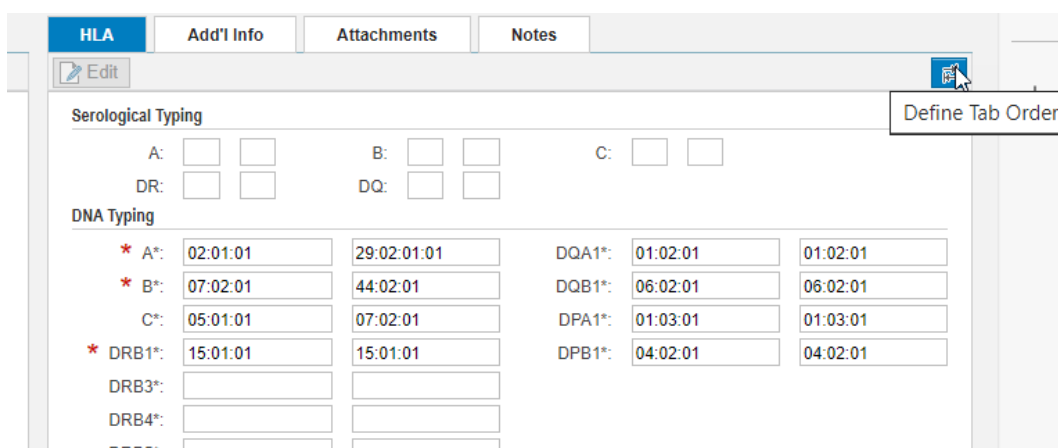 HLA Add'l Info Attachments Notes
Edit
Define Tab Order
Serological Typing
A: B: C:
DR: DQ:
DNA Typing
* A*: 02:01:01 29:02:01:01 DQA1*: 01:02:01 01:02:01
* B*: 07:02:01 44:02:01 DQB1*: 06:02:01 06:02:01
C*: 05:01:01 07:02:01 DPA1*: 01:03:01 01:03:01
* DRB1*: 15:01:01 15:01:01 DPB1*: 04:02:01 04:02:01
DRB3*:
DRB4*: